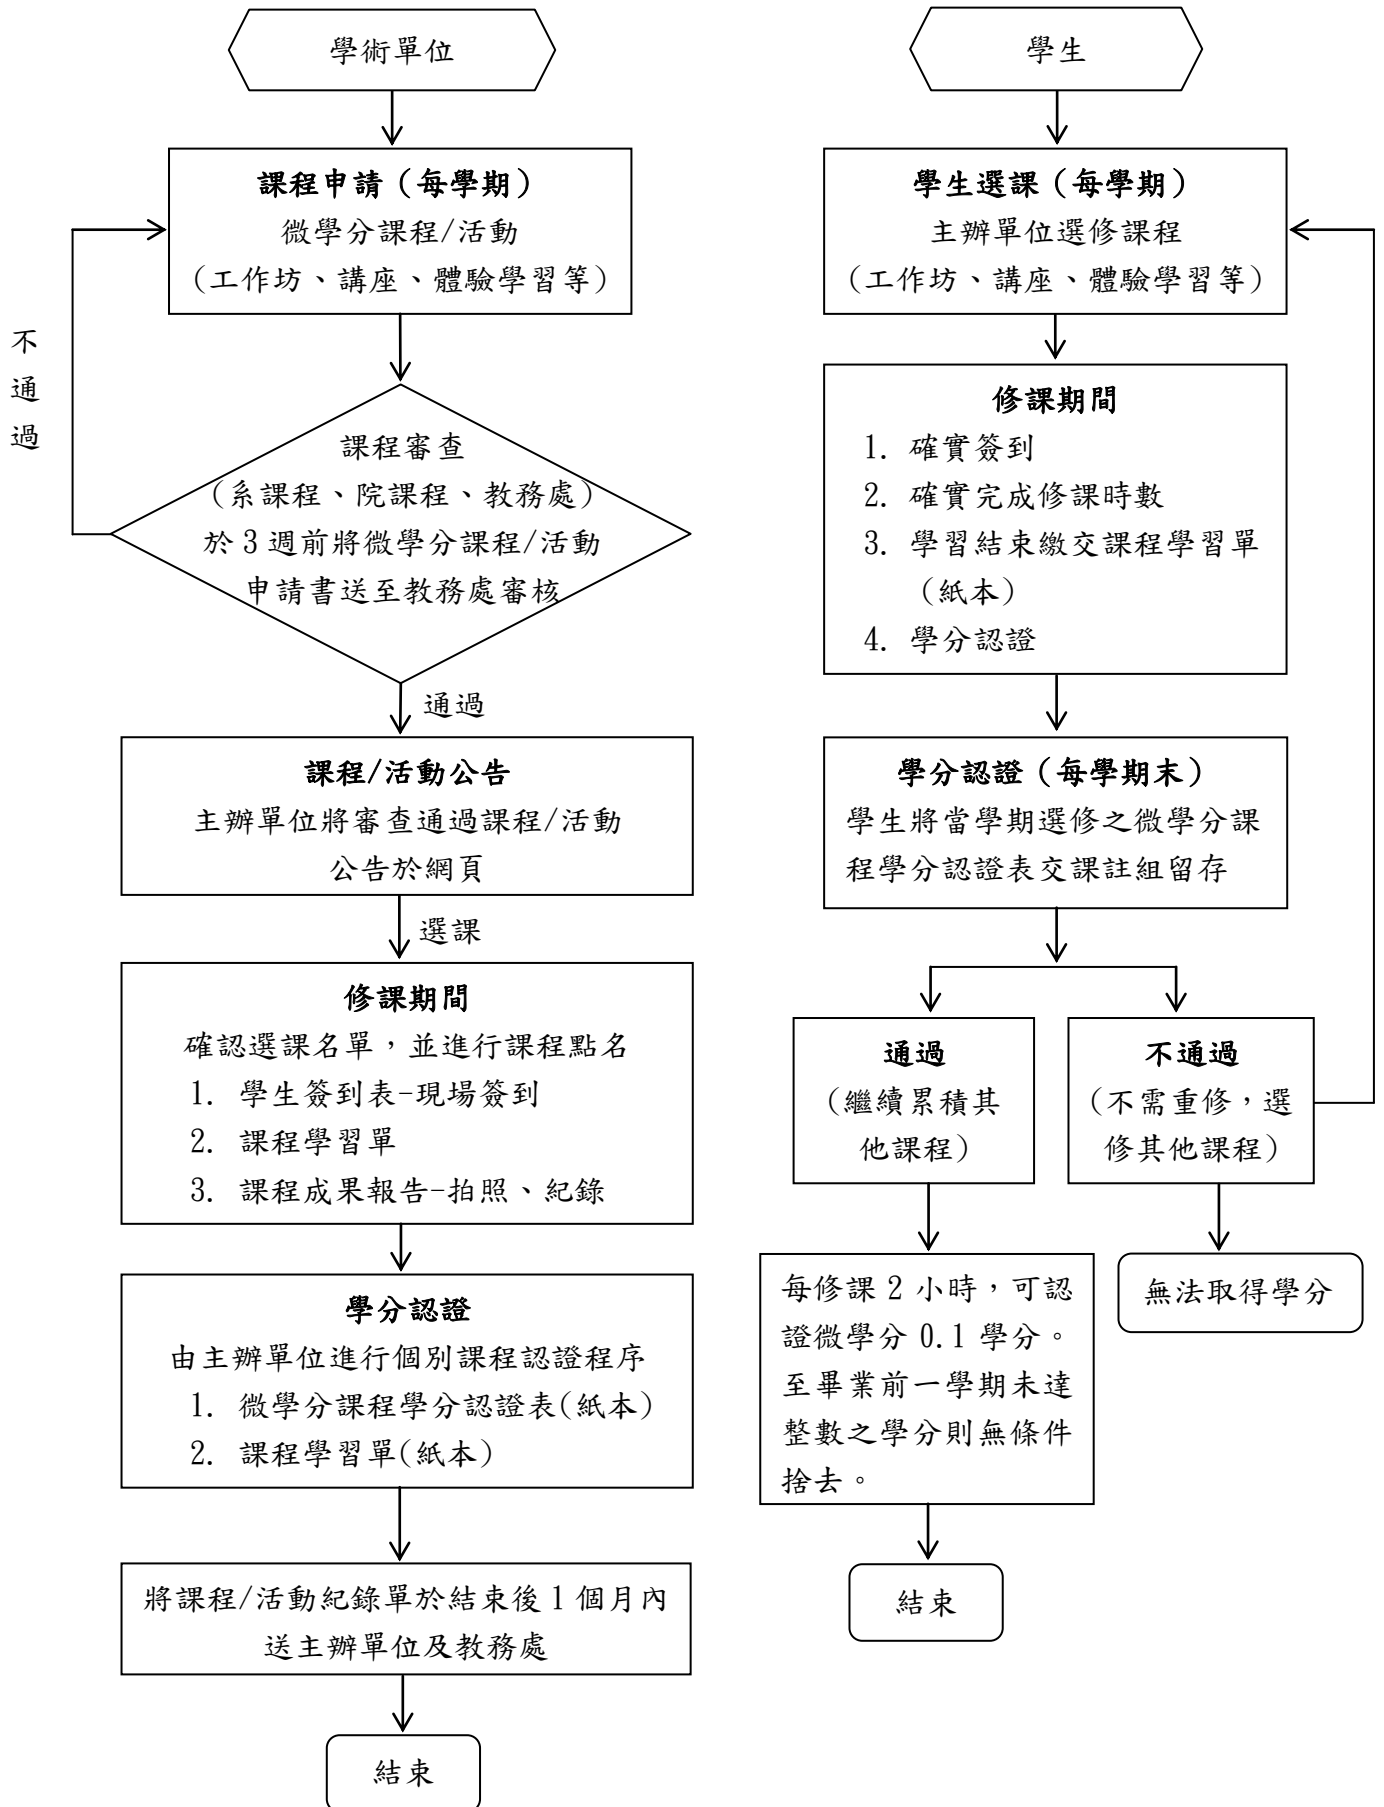 學術單位
課程申請（每學期）
微學分課程/活動
(工作坊、講座、體驗學習等)
不
通
過
課程審查
(系課程、院課程、教務處)
於 3 週前將微學分課程/活動
申請書送至教務處審核
通過
課程/活動公告
主辦單位將審查通過課程/活動
公告於網頁
選課
修課期間
確認選課名單，並進行課程點名
1. 學生簽到表-現場簽到
2. 課程學習單
3. 課程成果報告-拍照、紀錄
學分認證
由主辦單位進行個別課程認證程序
1. 微學分課程學分認證表(紙本)
2. 課程學習單(紙本)
將課程/活動紀錄單於結束後 1 個月內
送主辦單位及教務處
結束
學生
學生選課（每學期）
主辦單位選修課程
(工作坊、講座、體驗學習等)
修課期間
1. 確實簽到
2. 確實完成修課時數
3. 學習結束繳交課程學習單
(紙本)
4. 學分認證
學分認證（每學期末）
學生將當學期選修之微學分課
程學分認證表交課註組留存
通過
(繼續累積其
他課程)
不通過
(不需重修，選
修其他課程)
每修課 2 小時，可認
證微學分 0.1 學分。
至畢業前一學期未達
整數之學分則無條件
捨去。
無法取得學分
結束